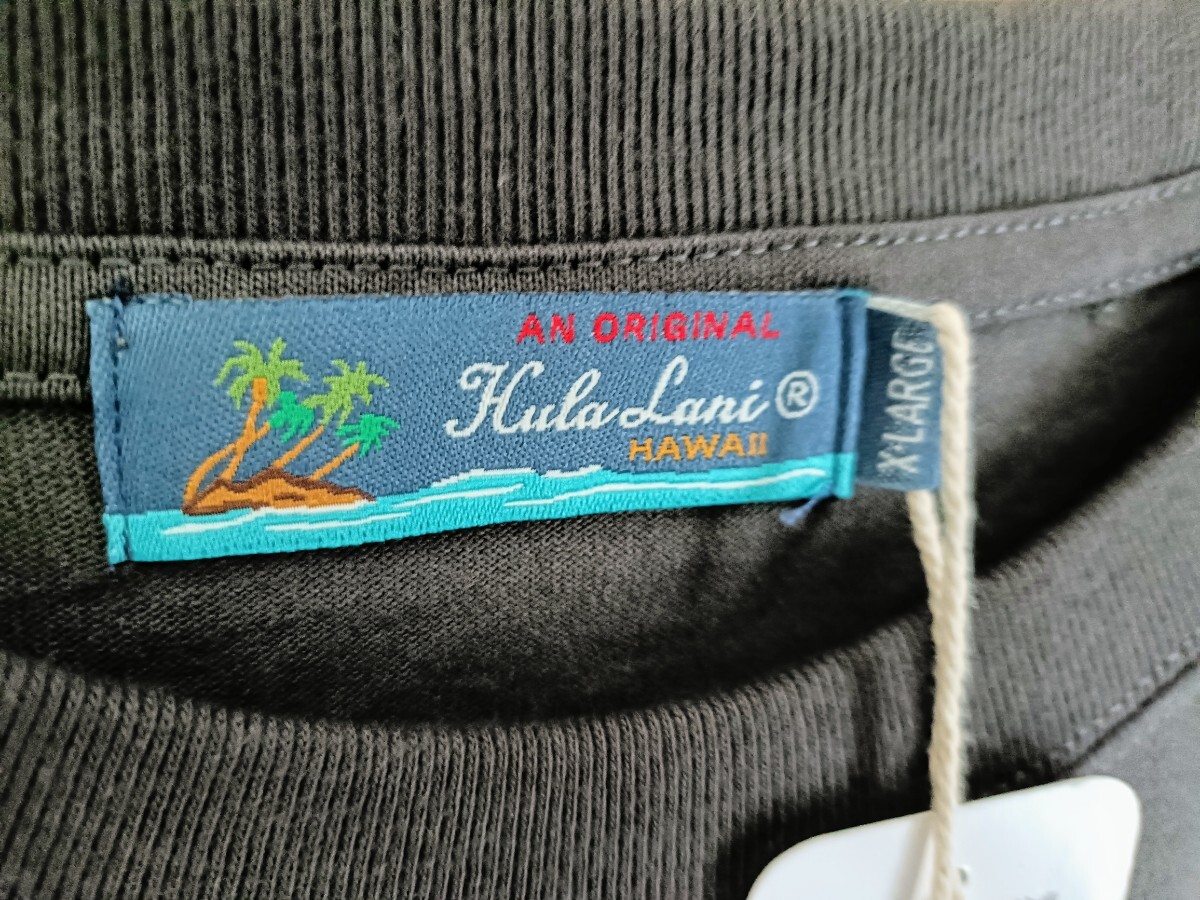 AN ORIGINAL
Hula Lani ®
HAWAII
X-LARGE